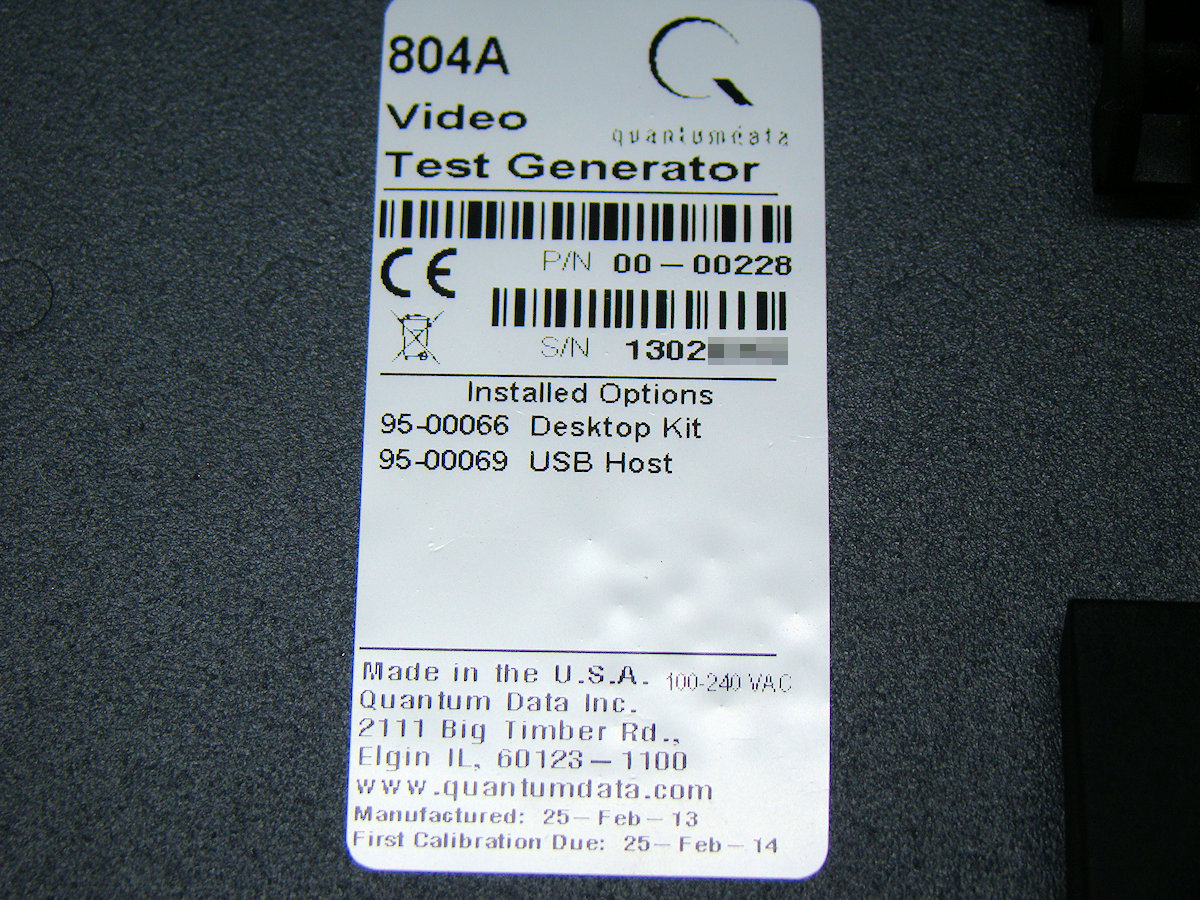 804A
quantumdata
Video
Test Generator
CE
P/N 00-00228
S/N 1302
Installed Options
95-00066 Desktop Kit
95-00069 USB Host
Made in the U.S.A. 100-240 VAC
Quantum Data Inc.
2111 Big Timber Rd.,
Elgin IL, 60123-1100
www.quantumdata.com
Manufactured: 25-Feb-13
First Calibration Due: 25-Feb-14